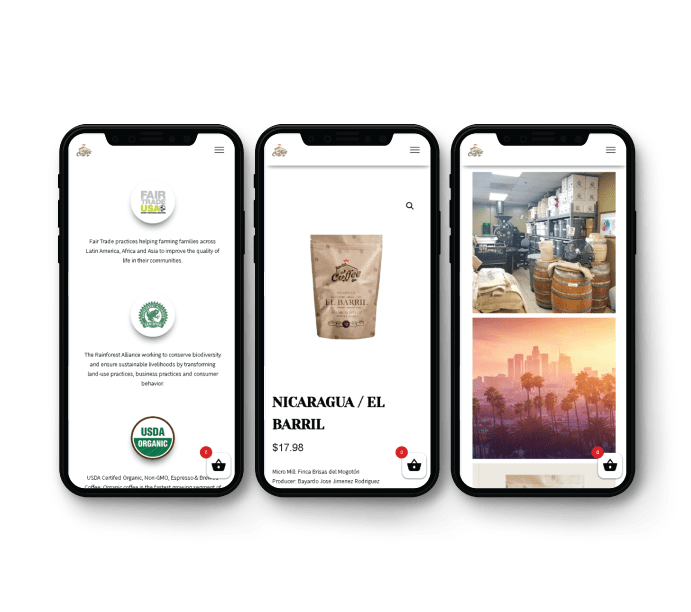 Coffee
FAIR
TRADE
USA
Fair Trade practices helping farming families across
Latin America, Africa and Asia to improve the quality of
life in their communities.
The Rainforest Alliance working to conserve biodiversity
and ensure sustainable livelihoods by transforming
land-use practices, business practices and consumer
behavior.
USDA
ORGANIC
USDA Certifed Organic, Non-GMO, Espresso & Brewed
Coffee. Organic coffee is the fastest growing segment of
Coffee
Coffee
EL BARRIL
NICARAGUA / EL
BARRIL
$17.98
Micro Mill: Finca Brisas del Mogotón
Producer: Bayardo Jose Jimenez Rodriguez
Coffee